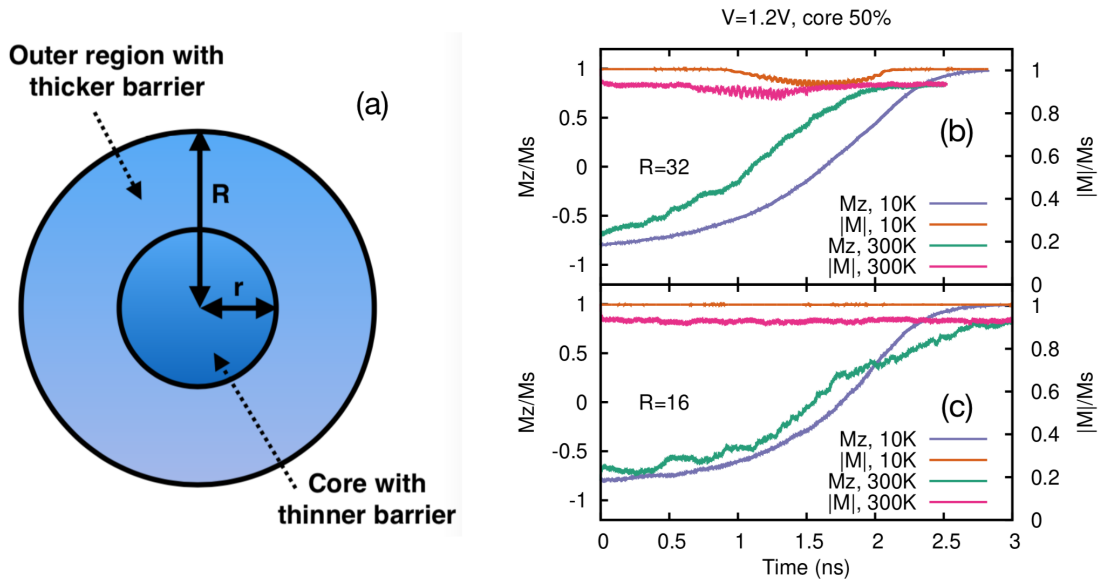 Outer region with
thicker barrier
(a)
R
r
Core with
thinner barrier
V=1.2V, core 50%
1
0.5
0
-0.5
-1
Mz/Ms
R=32
(b)
Mz, 10K
|M|, 10K
Mz, 300K
|M|, 300K
1
0.8
0.6
0.4
0.2
0
|M|/Ms
1
0.5
0
-0.5
-1
Mz/Ms
R=16
(c)
Mz, 10K
|M|, 10K
Mz, 300K
|M|, 300K
1
0.8
0.6
0.4
0.2
0
|M|/Ms
0 0.5 1 1.5 2 2.5 3
Time (ns)